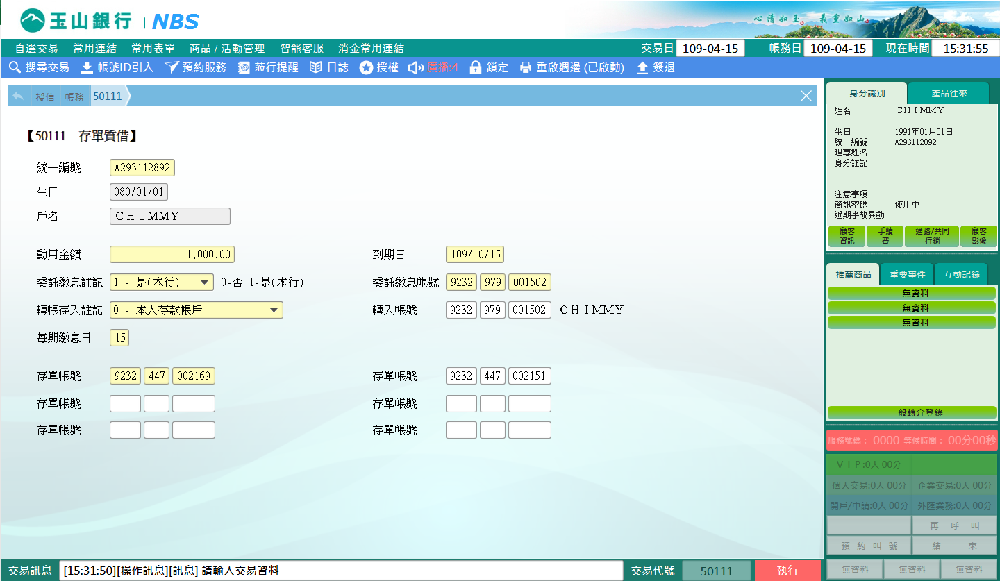 玉山銀行 | NBS
心清如玉。義重如山。
自選交易 常用連結 常用表單 商品 / 活動管理 智能客服 消金常用連結 交易日 109-04-15 帳務日 109-04-15 現在時間 15:31:55
搜尋交易 帳號ID引入 預約服務 蒞行提醒 日誌 授權 廣播:4 鎖定 重啟週邊 (已啟動) 簽退
授信 帳務 50111
【50111 存單質借】
統一編號 A293112892
生日 080/01/01
戶名 ＣＨＩＭＭＹ
動用金額 1,000.00 到期日 109/10/15
委託繳息註記 1 - 是(本行) 0-否 1-是(本行) 委託繳息帳號 9232 979 001502
轉帳存入註記 0 - 本人存款帳戶 轉入帳號 9232 979 001502 ＣＨＩＭＭＹ
每期繳息日 15
存單帳號 9232 447 002169 存單帳號 9232 447 002151
存單帳號 存單帳號
存單帳號 存單帳號
交易訊息 [15:31:50][操作訊息][訊息] 請輸入交易資料 交易代號 50111 執行
身分識別 產品往來
姓名 ＣＨＩＭＭＹ
生日 1991年01月01日
統一編號 A293112892
理專姓名
身分註記
注意事項
簡訊密碼 使用中
近期事故異動
顧客資訊 手續費 通路/共同行銷 顧客影像
推薦商品 重要事件 互動記錄
無資料
無資料
無資料
一般轉介登錄
服務號碼： 0000 等候時間： 00分00秒
ＶＩＰ:0人 00分
個人交易:0人 00分 企業交易:0人 00分
開戶/申請:0人 00分 外匯業務:0人 00分
再 呼 叫
預 約 叫 號 結 束
無資料 無資料 無資料